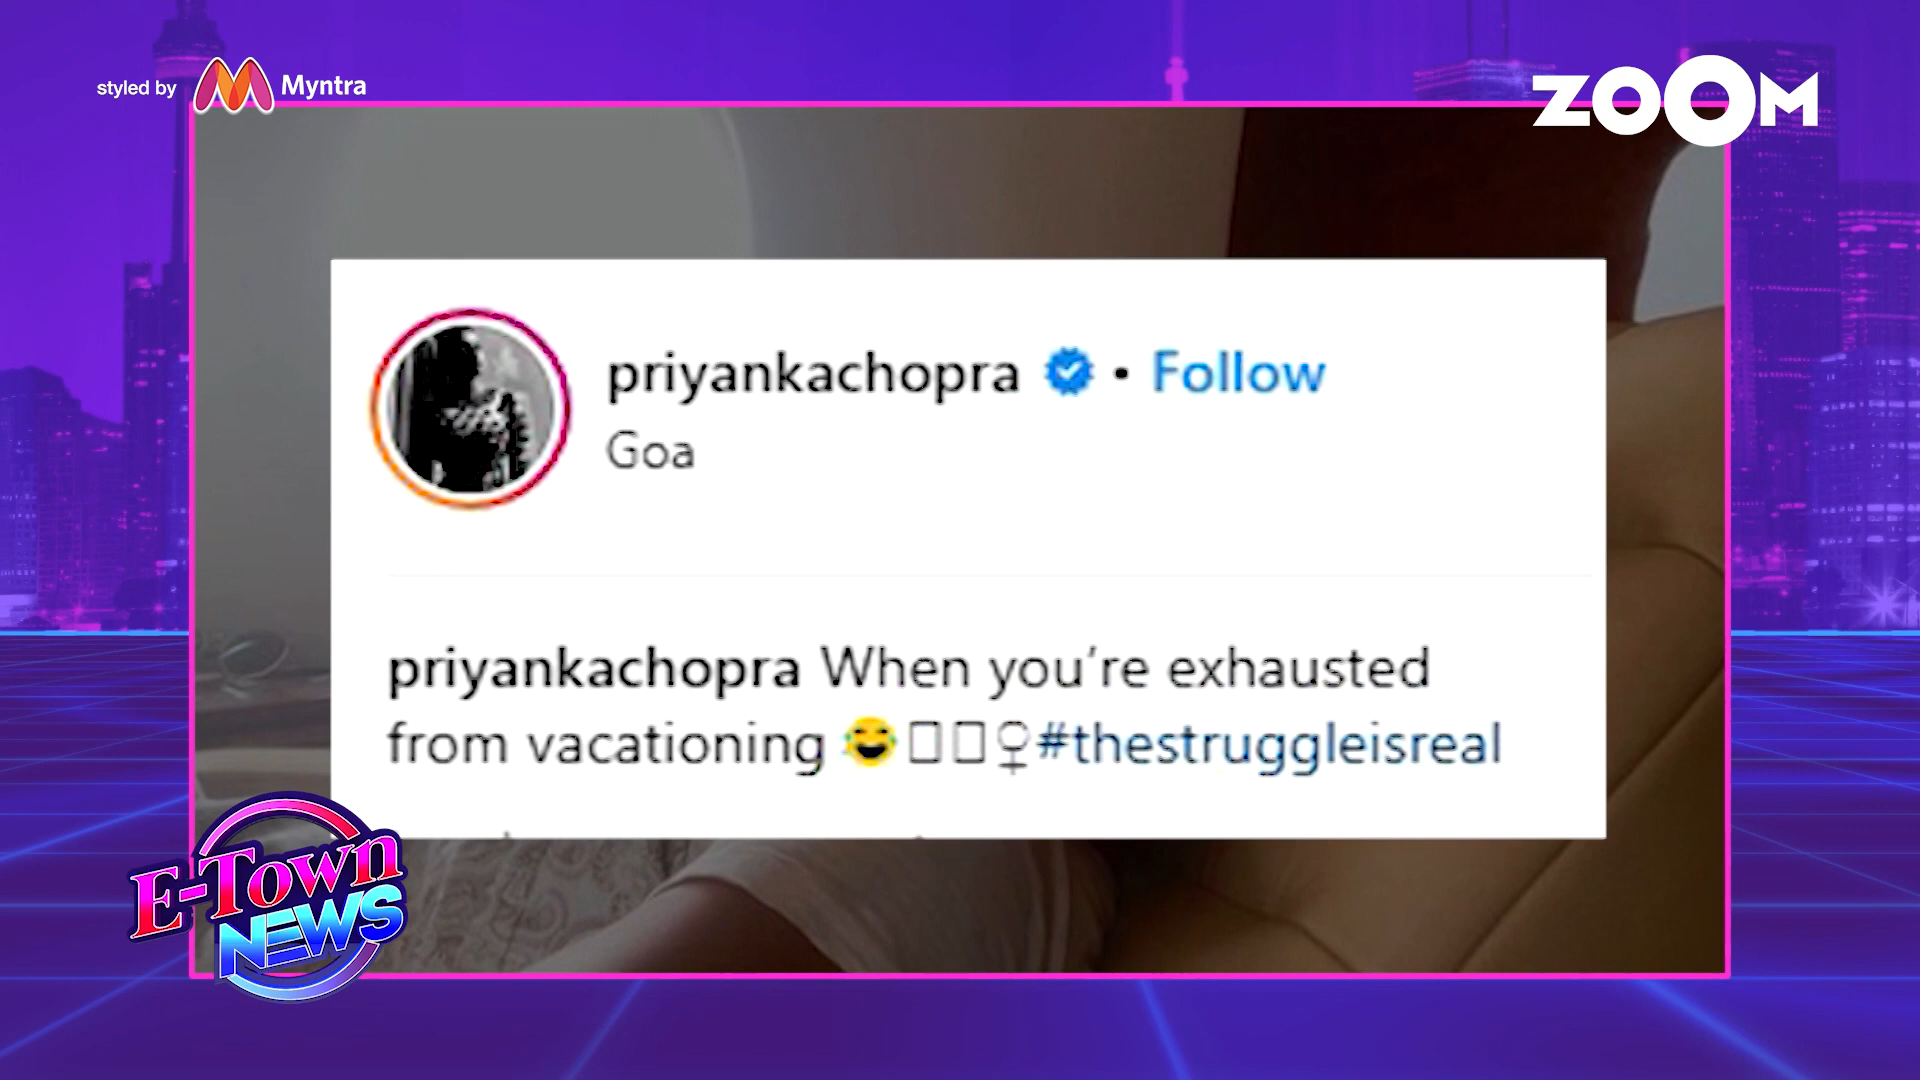 styled by Myntra
ZOOM
priyankachopra • Follow
Goa
priyankachopra When you're exhausted
from vacationing 😂▯▯♀#thestruggleisreal
E-Town
NEWS